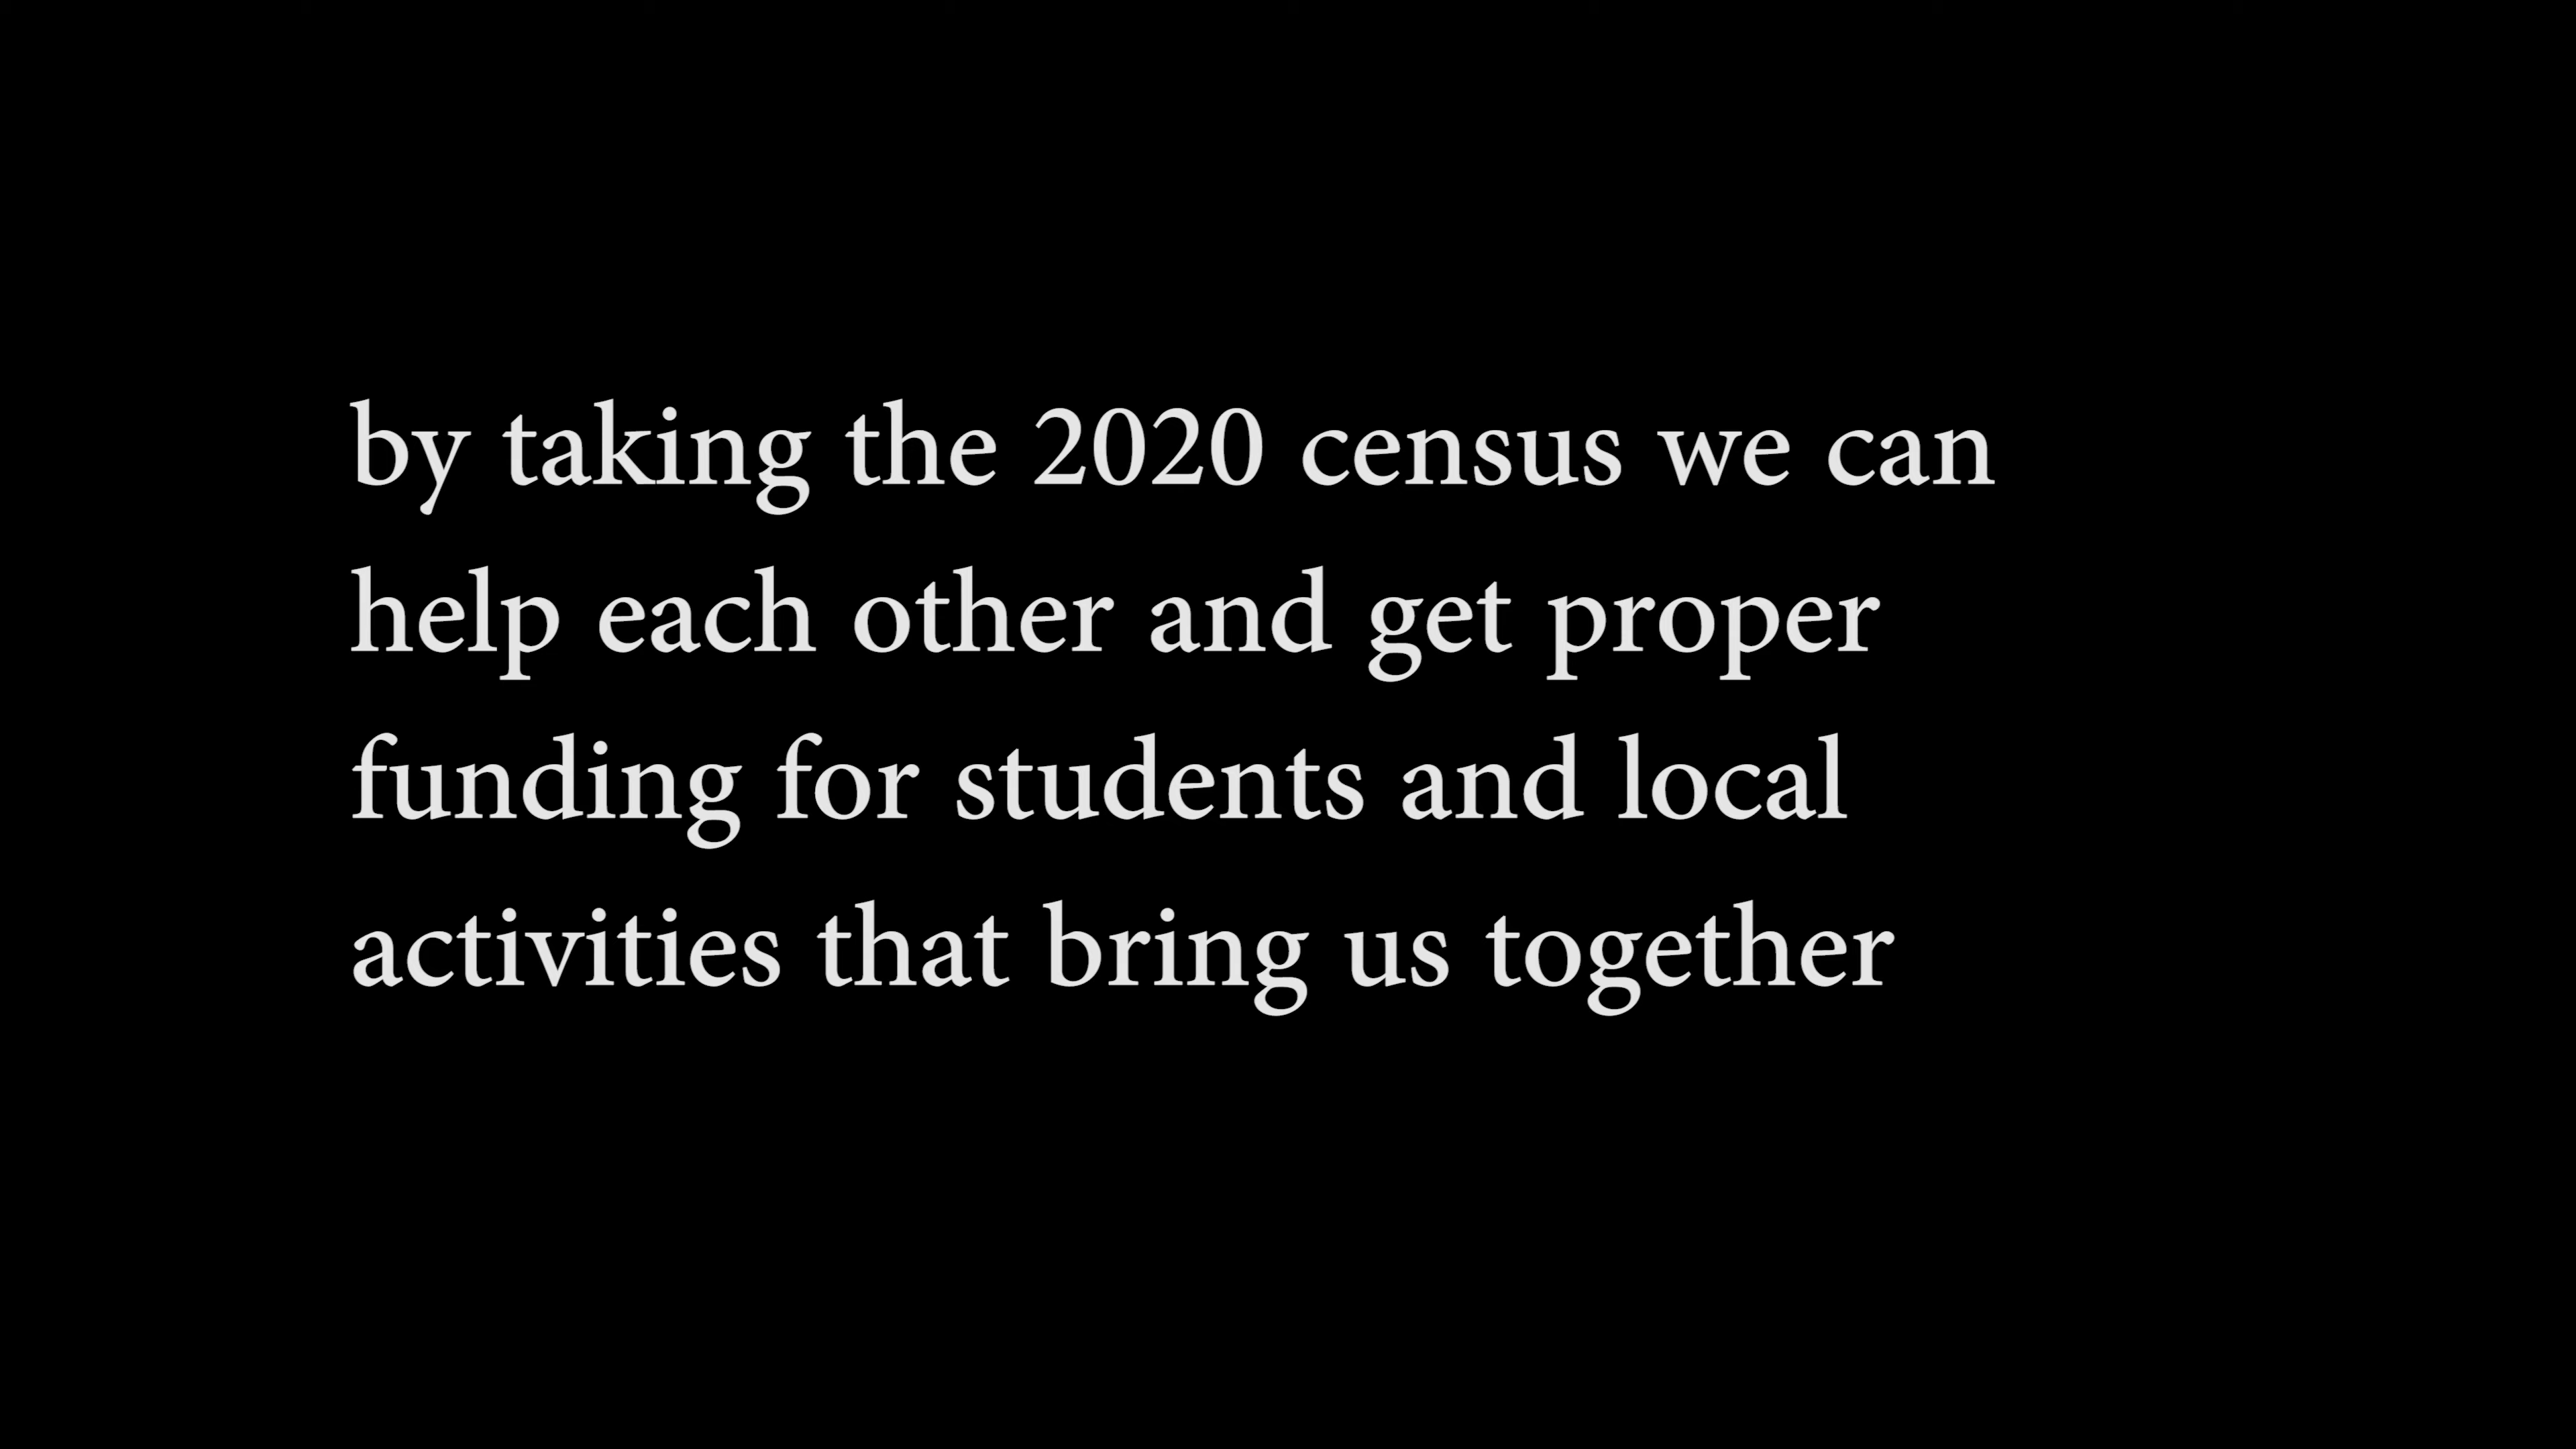 by taking the 2020 census we can
help each other and get proper
funding for students and local
activities that bring us together